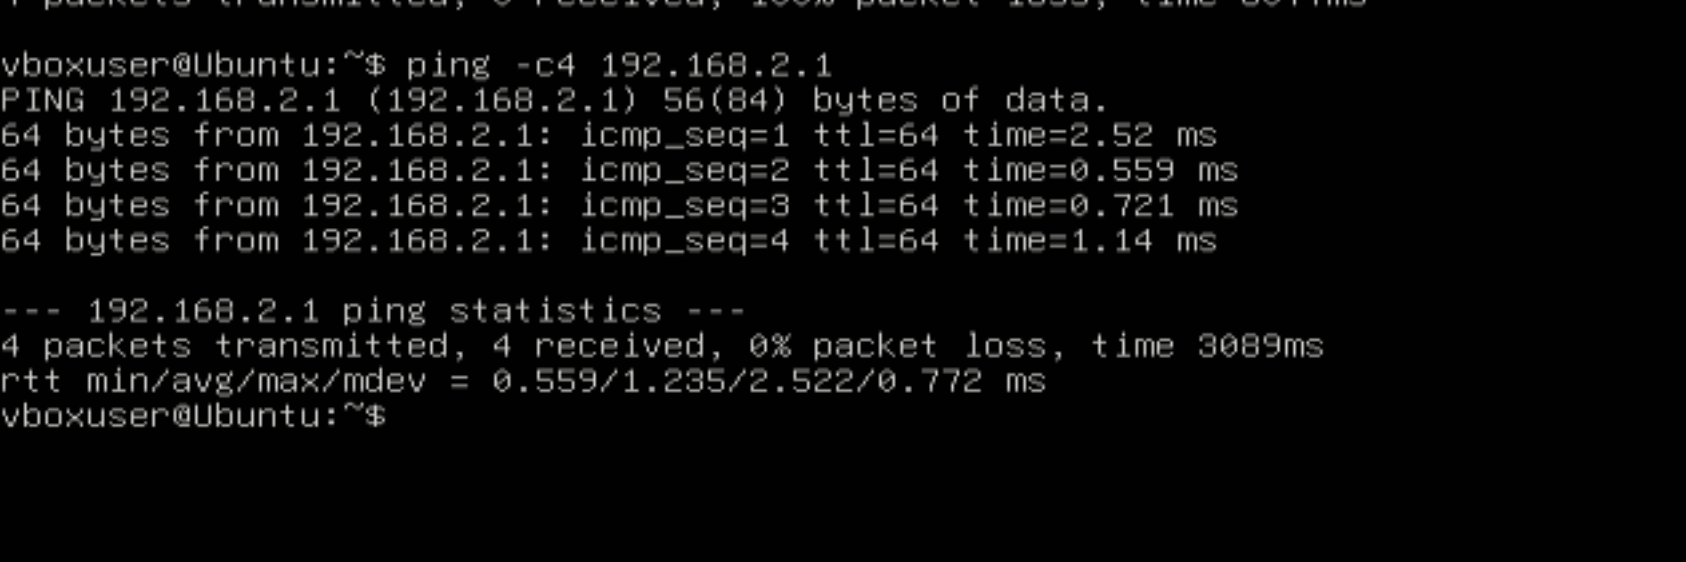 packets transmitted, 0 received, 100% packet loss, time
vboxuser@Ubuntu:~$ ping -c4 192.168.2.1
PING 192.168.2.1 (192.168.2.1) 56(84) bytes of data.
64 bytes from 192.168.2.1: icmp_seq=1 ttl=64 time=2.52 ms
64 bytes from 192.168.2.1: icmp_seq=2 ttl=64 time=0.559 ms
64 bytes from 192.168.2.1: icmp_seq=3 ttl=64 time=0.721 ms
64 bytes from 192.168.2.1: icmp_seq=4 ttl=64 time=1.14 ms
--- 192.168.2.1 ping statistics ---
4 packets transmitted, 4 received, 0% packet loss, time 3089ms
rtt min/avg/max/mdev = 0.559/1.235/2.522/0.772 ms
vboxuser@Ubuntu:~$